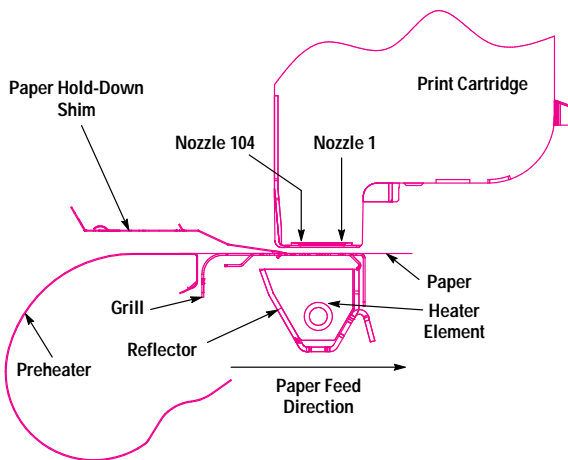 Paper Hold-Down
Shim
Print Cartridge
Nozzle 104
Nozzle 1
Paper
Grill
Heater
Element
Reflector
Preheater
Paper Feed
Direction